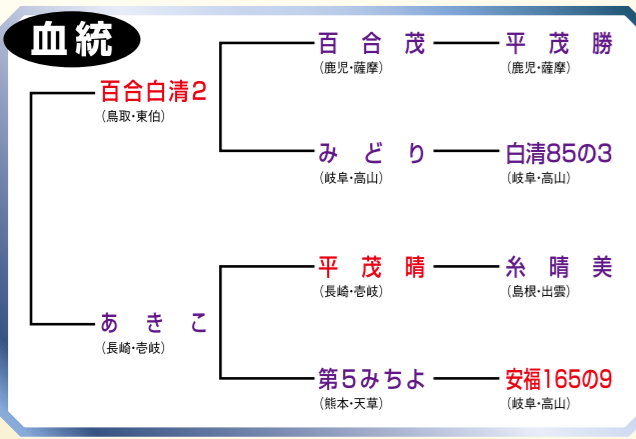 血統
百合白清2
（鳥取・東伯）
百合茂
（鹿児・薩摩）
平茂勝
（鹿児・薩摩）
みどり
（岐阜・高山）
白清85の3
（岐阜・高山）
あきこ
（長崎・壱岐）
平茂晴
（長崎・壱岐）
糸晴美
（島根・出雲）
第5みちよ
（熊本・天草）
安福165の9
（岐阜・高山）